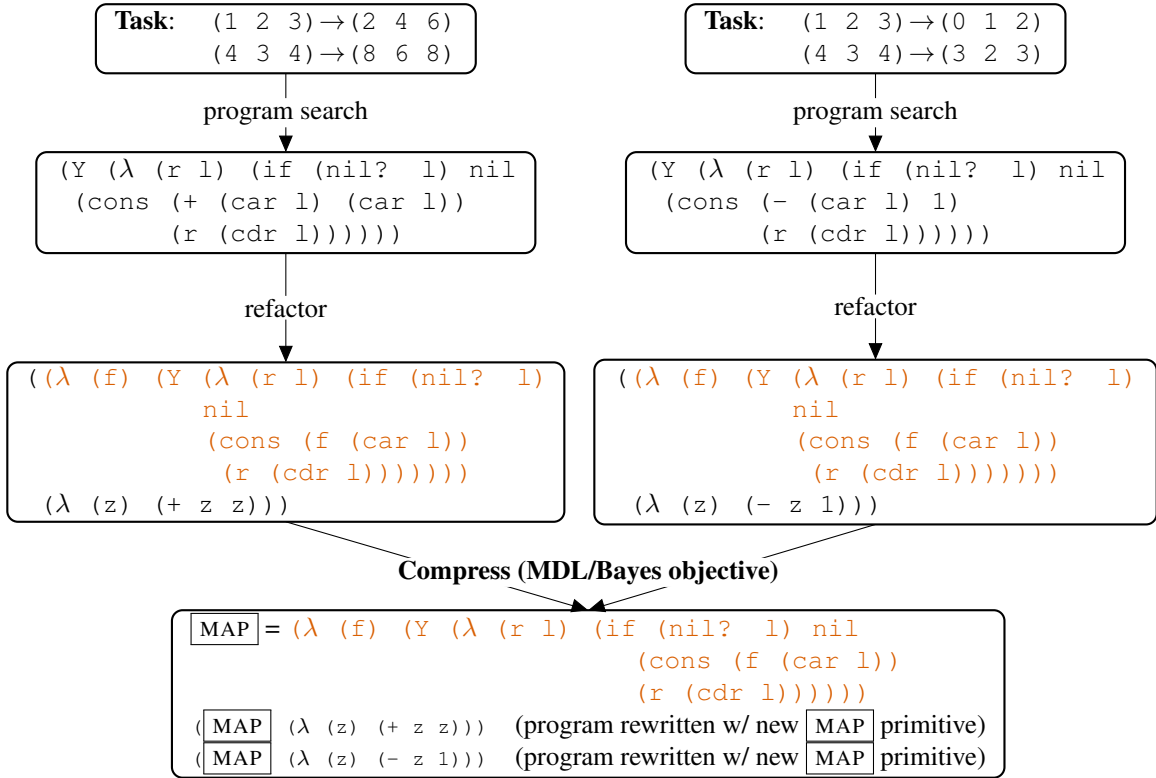 Task: (1 2 3)→(2 4 6)
(4 3 4)→(8 6 8)
program search
(Y (λ (r l) (if (nil? l) nil
(cons (+ (car l) (car l))
(r (cdr l))))))
refactor
((λ (f) (Y (λ (r l) (if (nil? l)
nil
(cons (f (car l))
(r (cdr l)))))))
(λ (z) (+ z z)))
Task: (1 2 3)→(0 1 2)
(4 3 4)→(3 2 3)
program search
(Y (λ (r l) (if (nil? l) nil
(cons (- (car l) 1)
(r (cdr l))))))
refactor
((λ (f) (Y (λ (r l) (if (nil? l)
nil
(cons (f (car l))
(r (cdr l)))))))
(λ (z) (- z 1)))
Compress (MDL/Bayes objective)
MAP = (λ (f) (Y (λ (r l) (if (nil? l) nil
(cons (f (car l))
(r (cdr l))))))
(MAP (λ (z) (+ z z))) (program rewritten w/ new MAP primitive)
(MAP (λ (z) (- z 1))) (program rewritten w/ new MAP primitive)